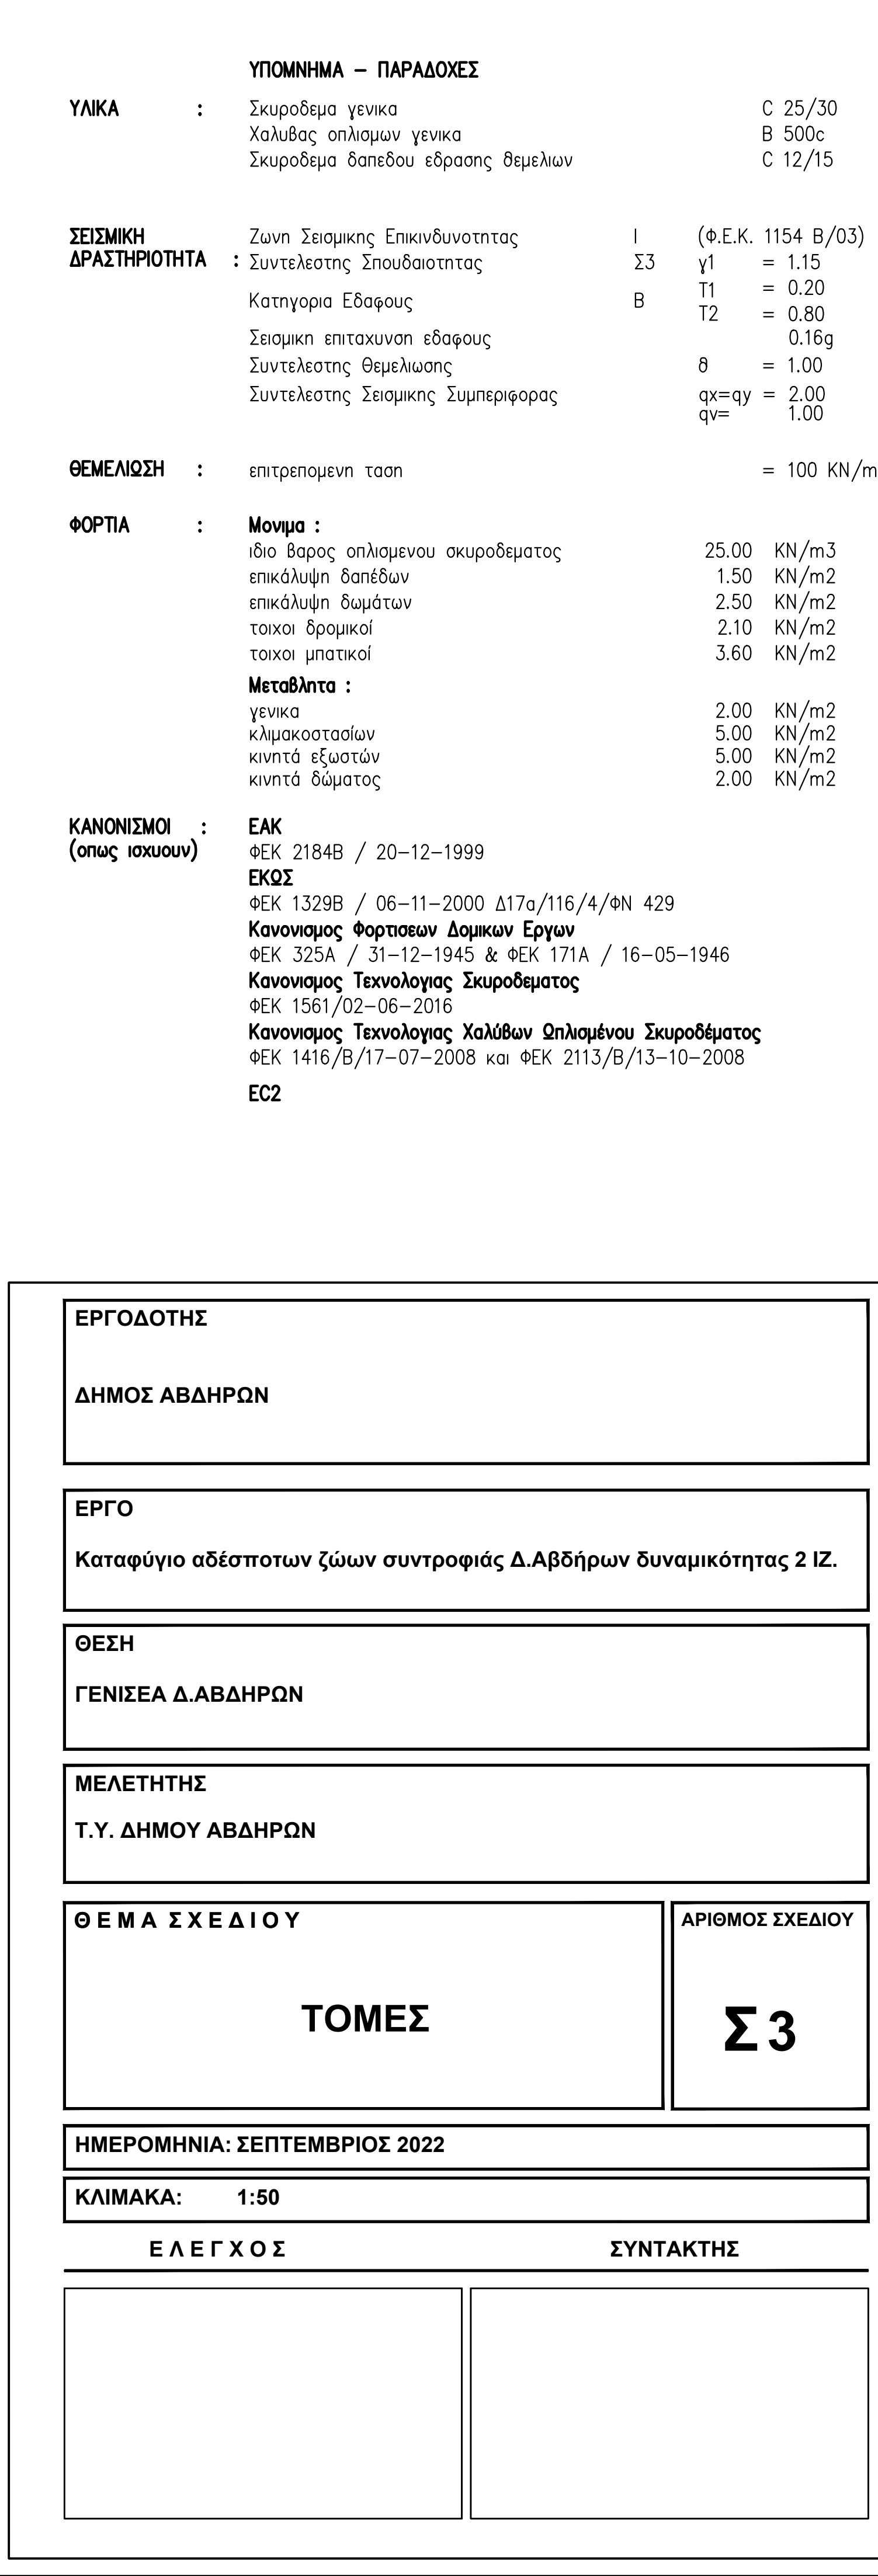 ΥΠΟΜΝΗΜΑ – ΠΑΡΑΔΟΧΕΣ
ΥΛΙΚΑ : Σκυροδεμα γενικα C 25/30
Χαλυβας οπλισμων γενικα B 500c
Σκυροδεμα δαπεδου εδρασης θεμελιων C 12/15
ΣΕΙΣΜΙΚΗ Ζωνη Σεισμικης Επικινδυνοτητας Ι (Φ.Ε.Κ. 1154 Β/03)
ΔΡΑΣΤΗΡΙΟΤΗΤΑ : Συντελεστης Σπουδαιοτητας Σ3 γ1 = 1.15
Κατηγορια Εδαφους Β T1 = 0.20
T2 = 0.80
Σεισμικη επιταχυνση εδαφους 0.16g
Συντελεστης Θεμελιωσης θ = 1.00
Συντελεστης Σεισμικης Συμπεριφορας qx=qy = 2.00
qv= 1.00
ΘΕΜΕΛΙΩΣΗ : επιτρεπομενη ταση = 100 KN/m
ΦΟΡΤΙΑ : Μονιμα :
ιδιο βαρος οπλισμενου σκυροδεματος 25.00 KN/m3
επικάλυψη δαπέδων 1.50 KN/m2
επικάλυψη δωμάτων 2.50 KN/m2
τοιχοι δρομικοί 2.10 KN/m2
τοιχοι μπατικοί 3.60 KN/m2
Μεταβλητα :
γενικα 2.00 KN/m2
κλιμακοστασίων 5.00 KN/m2
κινητά εξωστών 5.00 KN/m2
κινητά δώματος 2.00 KN/m2
ΚΑΝΟΝΙΣΜΟΙ : ΕΑΚ
(οπως ισχυουν) ΦΕΚ 2184Β / 20–12–1999
ΕΚΩΣ
ΦΕΚ 1329Β / 06–11–2000 Δ17α/116/4/ΦΝ 429
Κανονισμος Φορτισεων Δομικων Εργων
ΦΕΚ 325Α / 31–12–1945 & ΦΕΚ 171Α / 16–05–1946
Κανονισμος Τεχνολογιας Σκυροδεματος
ΦΕΚ 1561/02–06–2016
Κανονισμος Τεχνολογιας Χαλύβων Ωπλισμένου Σκυροδέματος
ΦΕΚ 1416/Β/17–07–2008 και ΦΕΚ 2113/Β/13–10–2008
EC2
ΕΡΓΟΔΟΤΗΣ
ΔΗΜΟΣ ΑΒΔΗΡΩΝ
ΕΡΓΟ
Καταφύγιο αδέσποτων ζώων συντροφιάς Δ.Αβδήρων δυναμικότητας 2 ΙΖ.
ΘΕΣΗ
ΓΕΝΙΣΕΑ Δ.ΑΒΔΗΡΩΝ
ΜΕΛΕΤΗΤΗΣ
Τ.Υ. ΔΗΜΟΥ ΑΒΔΗΡΩΝ
Θ Ε Μ Α Σ Χ Ε Δ Ι Ο Υ ΑΡΙΘΜΟΣ ΣΧΕΔΙΟΥ
ΤΟΜΕΣ Σ 3
ΗΜΕΡΟΜΗΝΙΑ: ΣΕΠΤΕΜΒΡΙΟΣ 2022
ΚΛΙΜΑΚΑ: 1:50
Ε Λ Ε Γ Χ Ο Σ ΣΥΝΤΑΚΤΗΣ